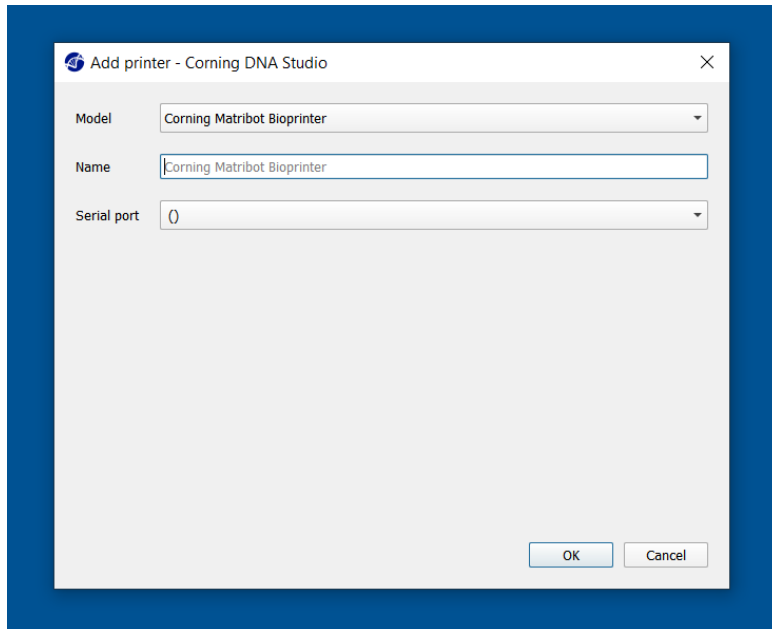 Add printer - Corning DNA Studio
Model Corning Matribot Bioprinter
Name Corning Matribot Bioprinter
Serial port ()
OK Cancel